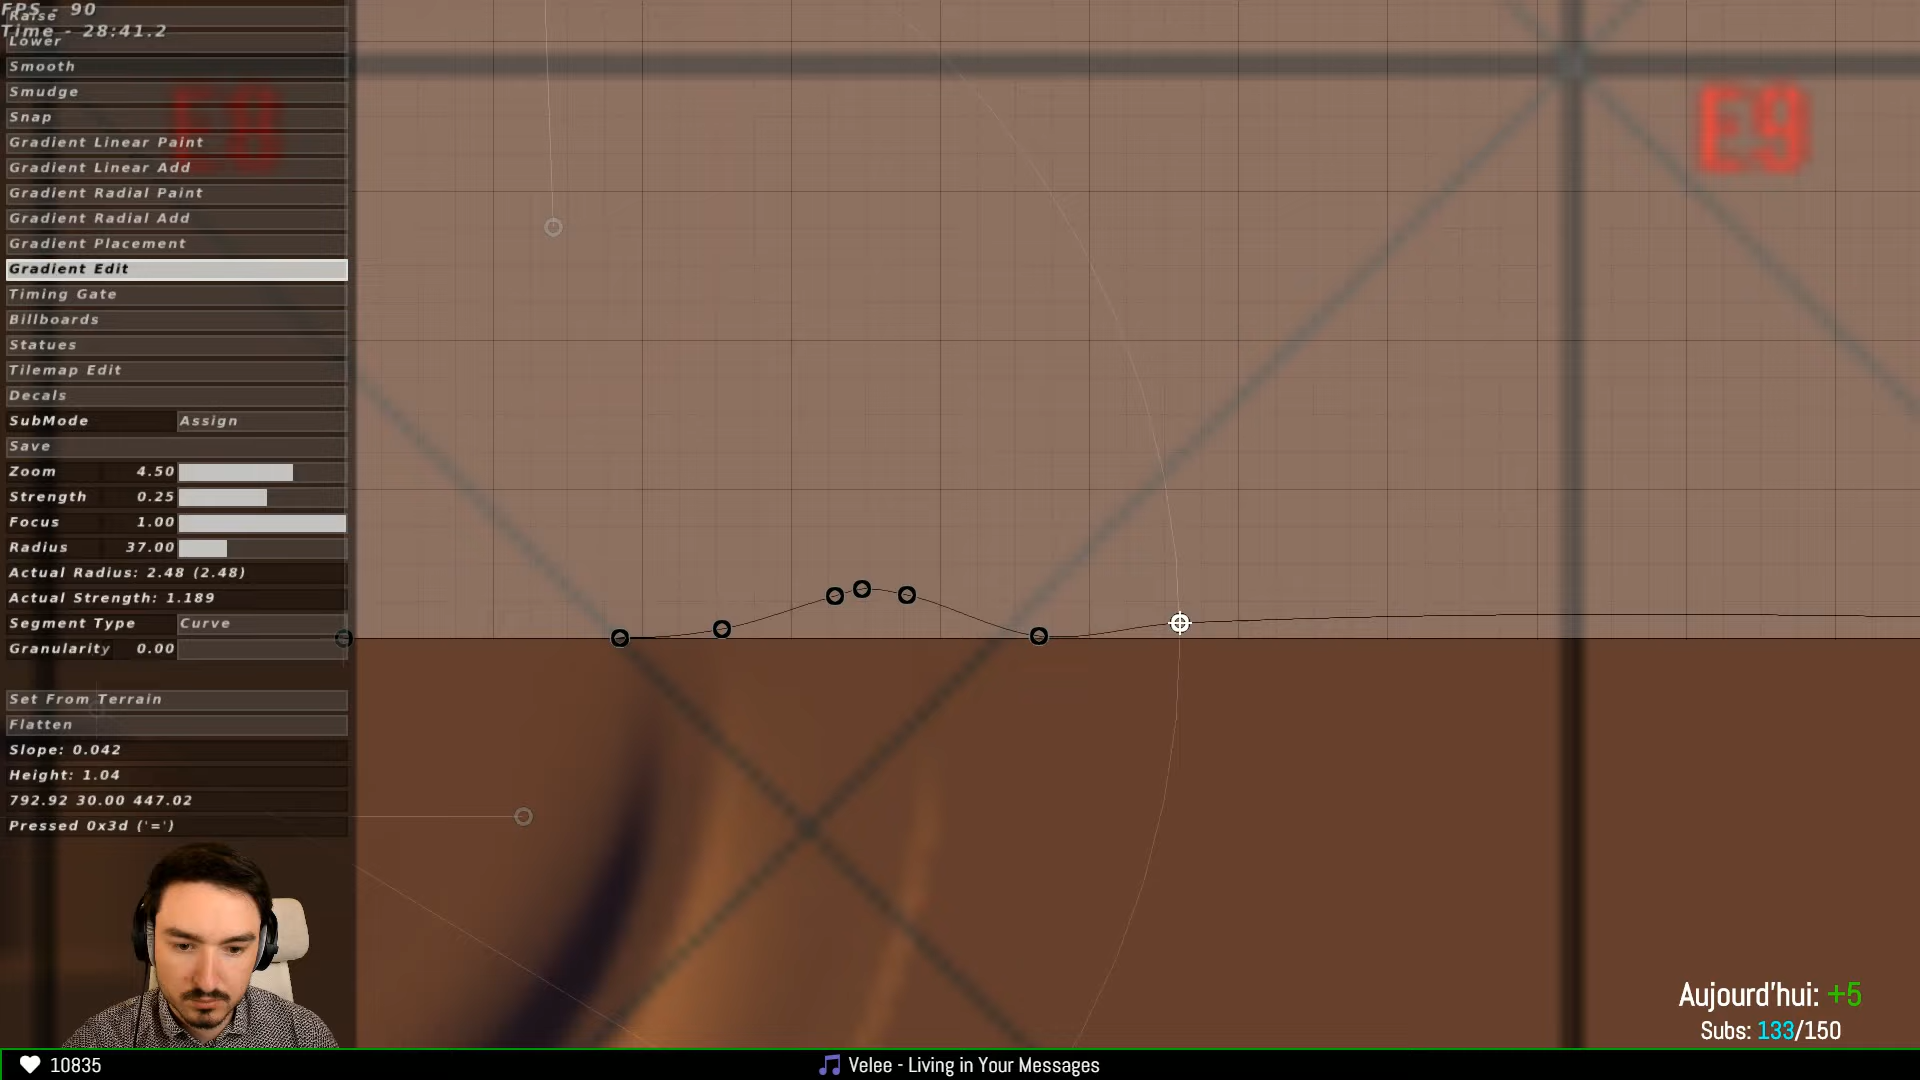 FPS - 90
Raise
Time - 28:41.2
Lower
Smooth
Smudge
Snap
Gradient Linear Paint
Gradient Linear Add
Gradient Radial Paint
Gradient Radial Add
Gradient Placement
Gradient Edit
Timing Gate
Billboards
Statues
Tilemap Edit
Decals
SubMode Assign
Save
Zoom 4.50
Strength 0.25
Focus 1.00
Radius 37.00
Actual Radius: 2.48 (2.48)
Actual Strength: 1.189
Segment Type Curve
Granularity 0.00
Set From Terrain
Flatten
Slope: 0.042
Height: 1.04
792.92 30.00 447.02
Pressed 0x3d ('=')
E8
E9
Aujourd'hui: +5
Subs: 133/150
10835
Velee - Living in Your Messages